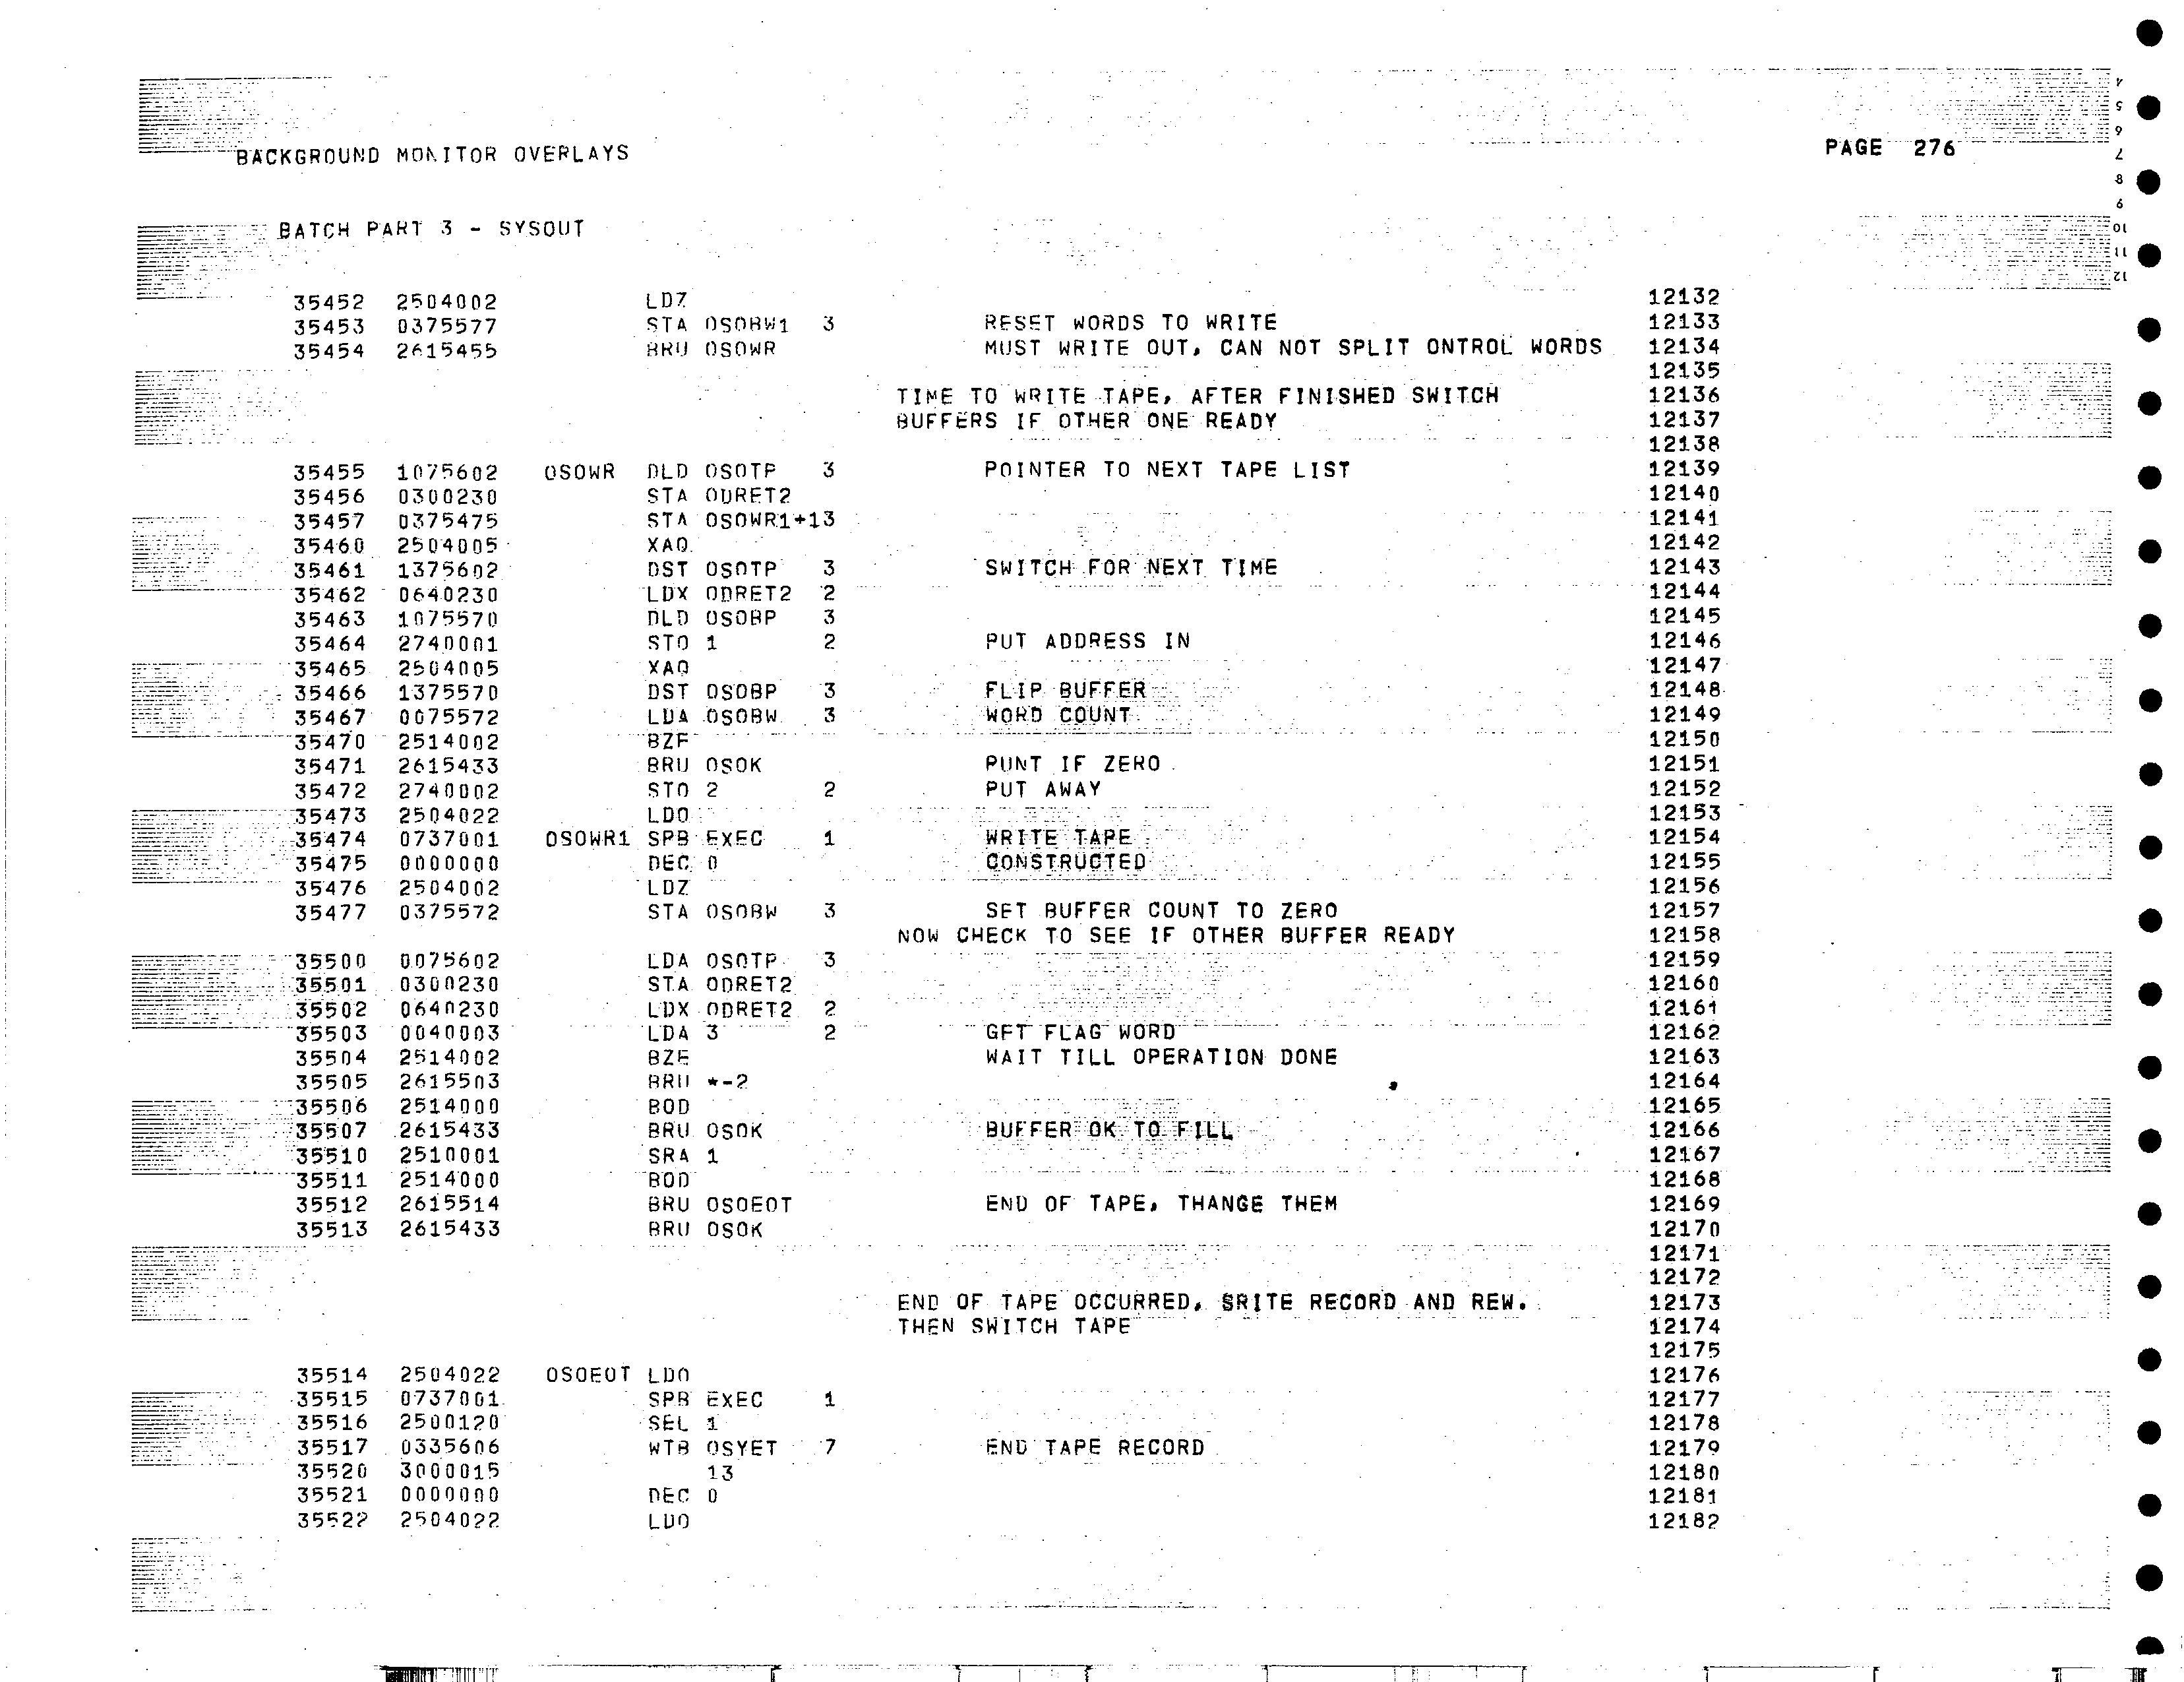 BACKGROUND MONITOR OVERLAYS PAGE 276
BATCH PART 3 - SYSOUT
35452 2504002 LDZ 12132
35453 0375577 STA OSOBW1 3 RESET WORDS TO WRITE 12133
35454 2615455 BRU OSOWR MUST WRITE OUT, CAN NOT SPLIT ONTROL WORDS 12134
12135
TIME TO WRITE TAPE, AFTER FINISHED SWITCH 12136
BUFFERS IF OTHER ONE READY 12137
12138
35455 1075602 OSOWR DLD OSOTP 3 POINTER TO NEXT TAPE LIST 12139
35456 0300230 STA ODRET2 12140
35457 0375475 STA OSOWR1+13 12141
35460 2504005 XAQ 12142
35461 1375602 DST OSOTP 3 SWITCH FOR NEXT TIME 12143
35462 0640230 LDX ODRET2 2 12144
35463 1075570 DLD OSOBP 3 12145
35464 2740001 STO 1 2 PUT ADDRESS IN 12146
35465 2504005 XAQ 12147
35466 1375570 DST OSOBP 3 FLIP BUFFER 12148
35467 0075572 LDA OSOBW 3 WORD COUNT 12149
35470 2514002 BZE 12150
35471 2615433 BRU OSOK PUNT IF ZERO 12151
35472 2740002 STO 2 2 PUT AWAY 12152
35473 2504022 LDO 12153
35474 0737001 OSOWR1 SPB EXEC 1 WRITE TAPE 12154
35475 0000000 DEC 0 CONSTRUCTED 12155
35476 2504002 LDZ 12156
35477 0375572 STA OSOBW 3 SET BUFFER COUNT TO ZERO 12157
NOW CHECK TO SEE IF OTHER BUFFER READY 12158
35500 0075602 LDA OSOTP 3 12159
35501 0300230 STA ODRET2 12160
35502 0640230 LDX ODRET2 2 12161
35503 0040003 LDA 3 2 GET FLAG WORD 12162
35504 2514002 BZE WAIT TILL OPERATION DONE 12163
35505 2615503 BRU *-2 12164
35506 2514000 BOD 12165
35507 2615433 BRU OSOK BUFFER OK TO FILL 12166
35510 2510001 SRA 1 12167
35511 2514000 BOD 12168
35512 2615514 BRU OSOEOT END OF TAPE, THANGE THEM 12169
35513 2615433 BRU OSOK 12170
12171
12172
END OF TAPE OCCURRED, SRITE RECORD AND REW. 12173
THEN SWITCH TAPE 12174
12175
35514 2504022 OSOEOT LDO 12176
35515 0737001 SPB EXEC 1 12177
35516 2500120 SEL 1 12178
35517 0335606 WTB OSYET 7 END TAPE RECORD 12179
35520 3000015 13 12180
35521 0000000 DEC 0 12181
35522 2504022 LDO 12182
4
5
6
7
8
9
10
11
12